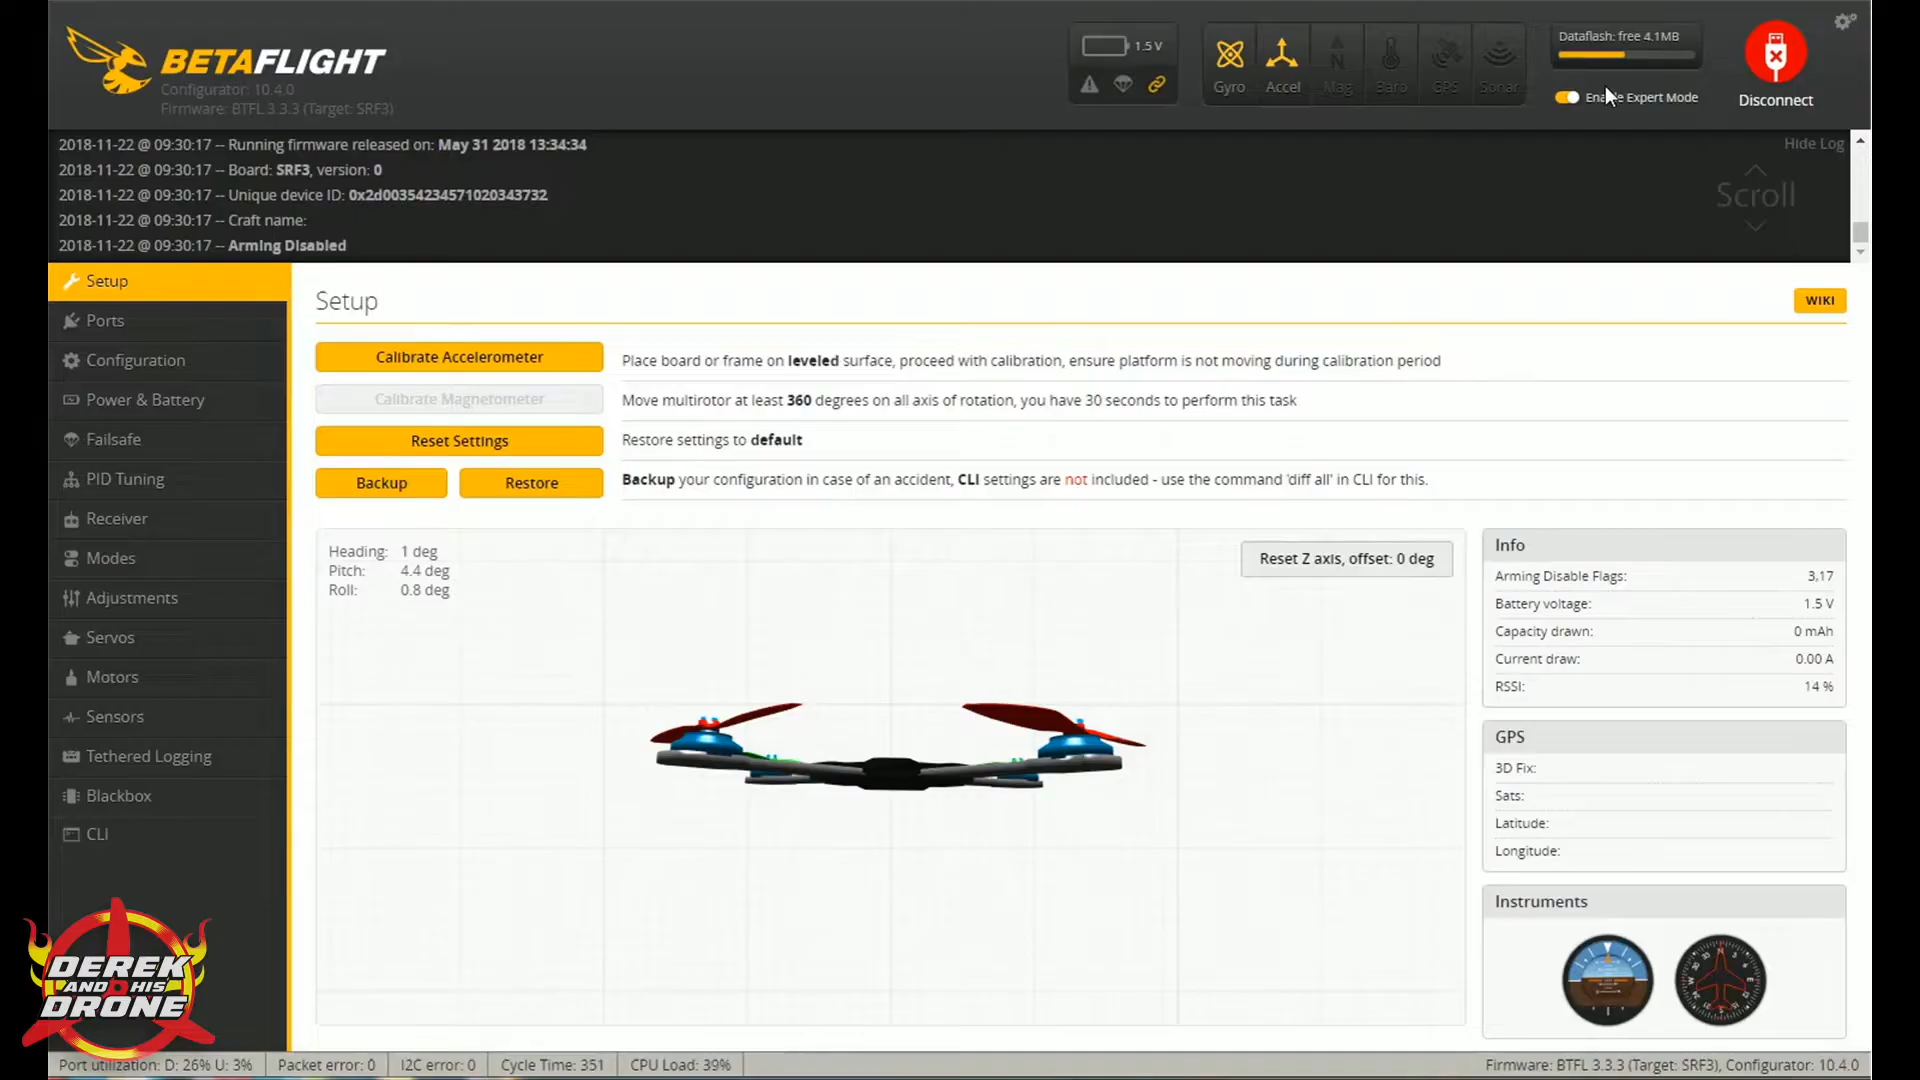 BETAFLIGHT
Configurator: 10.4.0
Firmware: BTFL 3.3.3 (Target: SRF3)
1.5 V
Gyro
Accel
Mag
Baro
GPS
Sonar
Dataflash: free 4.1MB
Enable Expert Mode
Disconnect
2018-11-22 @ 09:30:17 -- Running firmware released on: May 31 2018 13:34:34
2018-11-22 @ 09:30:17 -- Board: SRF3, version: 0
2018-11-22 @ 09:30:17 -- Unique device ID: 0x2d00354234571020343732
2018-11-22 @ 09:30:17 -- Craft name:
2018-11-22 @ 09:30:17 -- Arming Disabled
Hide Log
Scroll
Setup
Ports
Configuration
Power & Battery
Failsafe
PID Tuning
Receiver
Modes
Adjustments
Servos
Motors
Sensors
Tethered Logging
Blackbox
CLI
DEREK
AND HIS
DRONE
Setup
WIKI
Calibrate Accelerometer
Place board or frame on leveled surface, proceed with calibration, ensure platform is not moving during calibration period
Calibrate Magnetometer
Move multirotor at least 360 degrees on all axis of rotation, you have 30 seconds to perform this task
Reset Settings
Restore settings to default
Backup
Restore
Backup your configuration in case of an accident, CLI settings are not included - use the command 'diff all' in CLI for this.
Heading: 1 deg
Pitch: 4.4 deg
Roll: 0.8 deg
Reset Z axis, offset: 0 deg
Info
Arming Disable Flags: 3,17
Battery voltage: 1.5 V
Capacity drawn: 0 mAh
Current draw: 0.00 A
RSSI: 14 %
GPS
3D Fix:
Sats:
Latitude:
Longitude:
Instruments
Port utilization: D: 26% U: 3%
Packet error: 0
I2C error: 0
Cycle Time: 351
CPU Load: 39%
Firmware: BTFL 3.3.3 (Target: SRF3), Configurator: 10.4.0